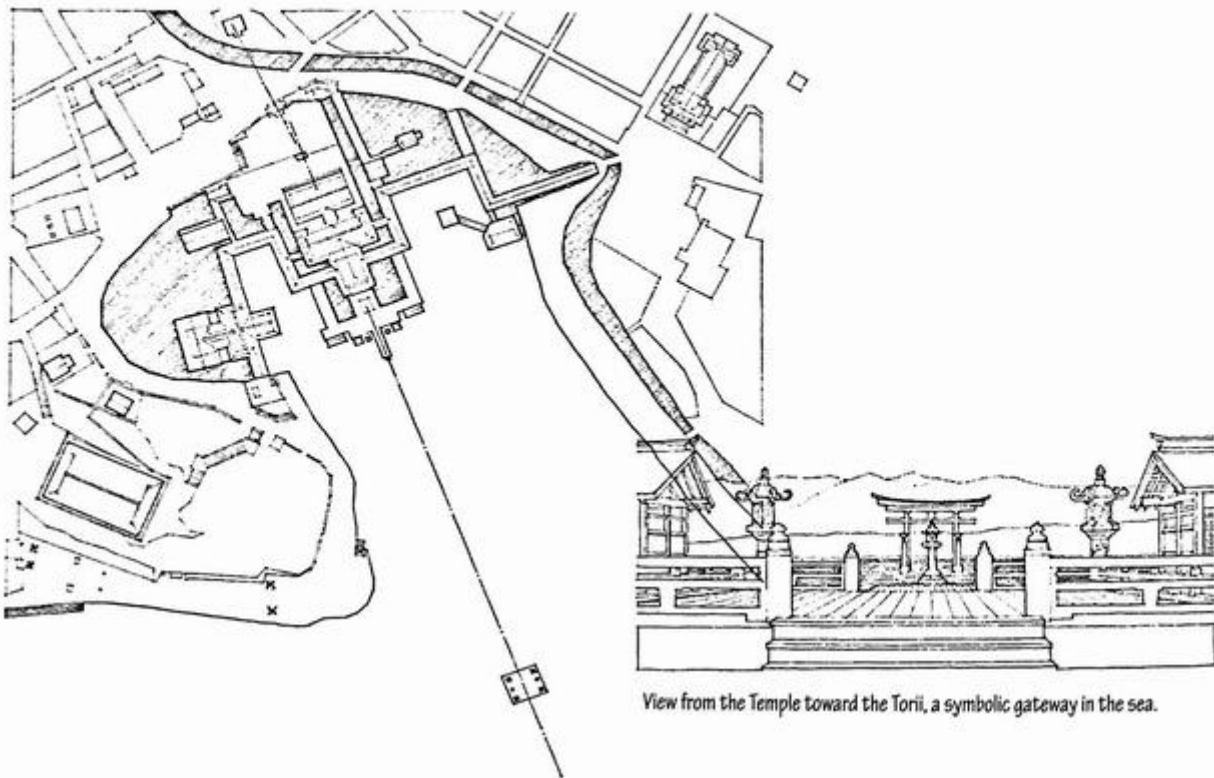 View from the Temple toward the Torii, a symbolic gateway in the sea.